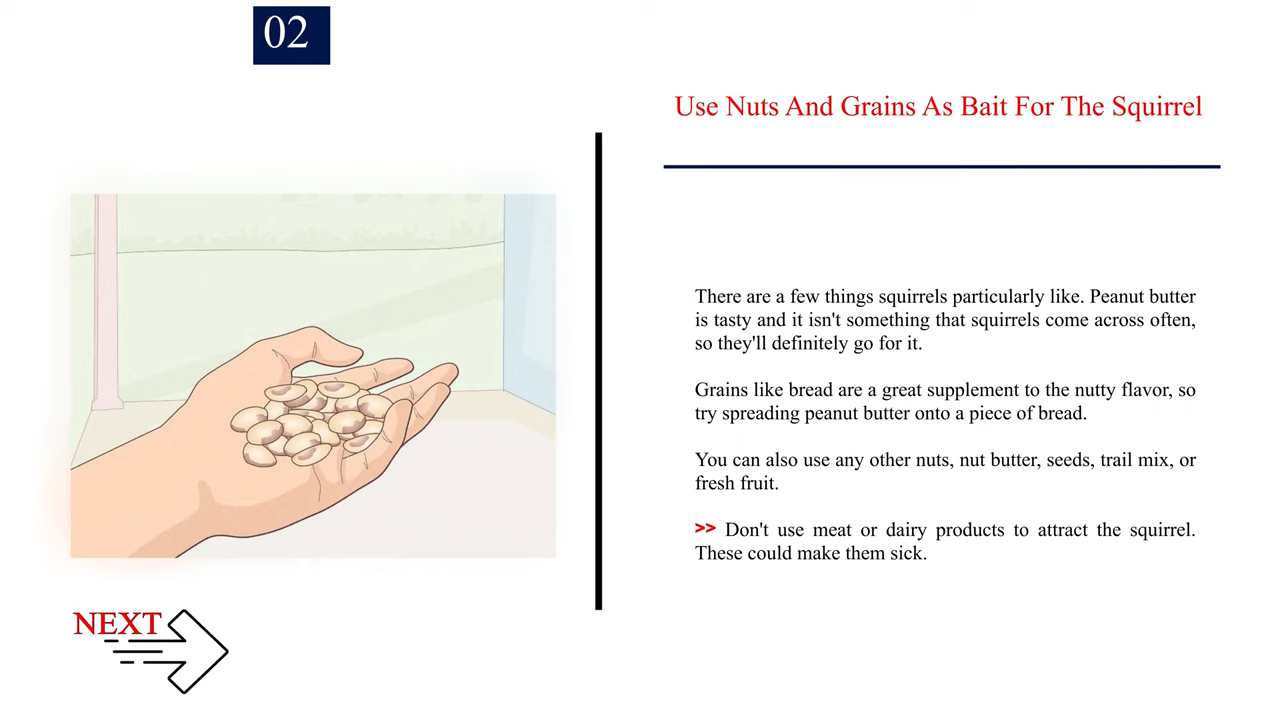 02
Use Nuts And Grains As Bait For The Squirrel
There are a few things squirrels particularly like. Peanut butter
is tasty and it isn't something that squirrels come across often,
so they'll definitely go for it.
Grains like bread are a great supplement to the nutty flavor, so
try spreading peanut butter onto a piece of bread.
You can also use any other nuts, nut butter, seeds, trail mix, or
fresh fruit.
>> Don't use meat or dairy products to attract the squirrel.
These could make them sick.
NEXT